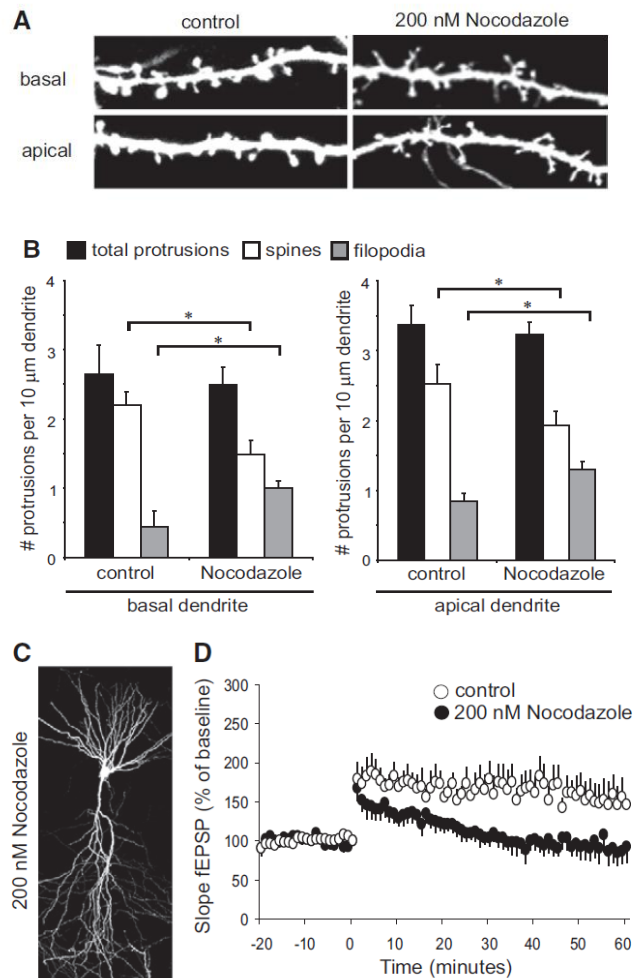 A
control
200 nM Nocodazole
basal
apical
B
total protrusions
spines
filopodia
# protrusions per 10 μm dendrite
4
3
2
1
0
*
*
control
Nocodazole
basal dendrite
# protrusions per 10 μm dendrite
4
3
2
1
0
*
*
control
Nocodazole
apical dendrite
C
200 nM Nocodazole
D
Slope fEPSP (% of baseline)
300
250
200
150
100
50
0
control
200 nM Nocodazole
-20
-10
0
10
20
30
40
50
60
Time (minutes)